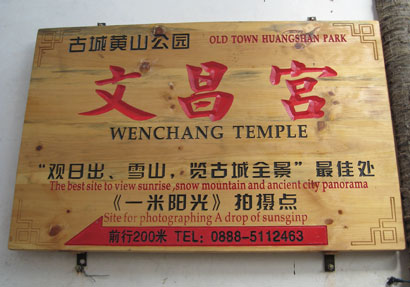 古城黄山公园 OLD TOWN HUANGSHAN PARK
文昌宫
WENCHANG TEMPLE
“观日出、雪山，览古城全景”最佳处
The best site to view sunrise ,snow mountain and ancient city panorama
《一米阳光》拍摄点
Site for photographing A drop of sunsginp
前行200米 TEL: 0888-5112463